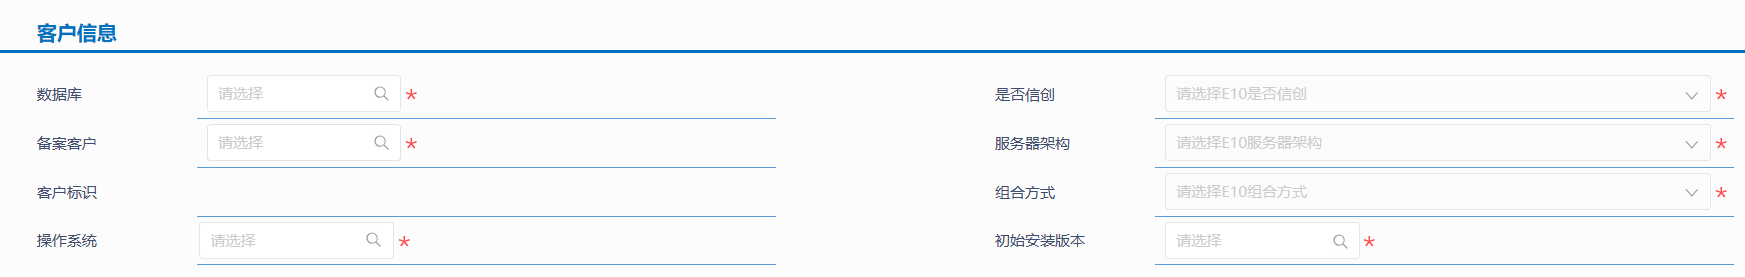 客户信息
数据库 请选择 * 是否信创 请选择E10是否信创 *
备案客户 请选择 * 服务器架构 请选择E10服务器架构 *
客户标识 组合方式 请选择E10组合方式 *
操作系统 请选择 * 初始安装版本 请选择 *